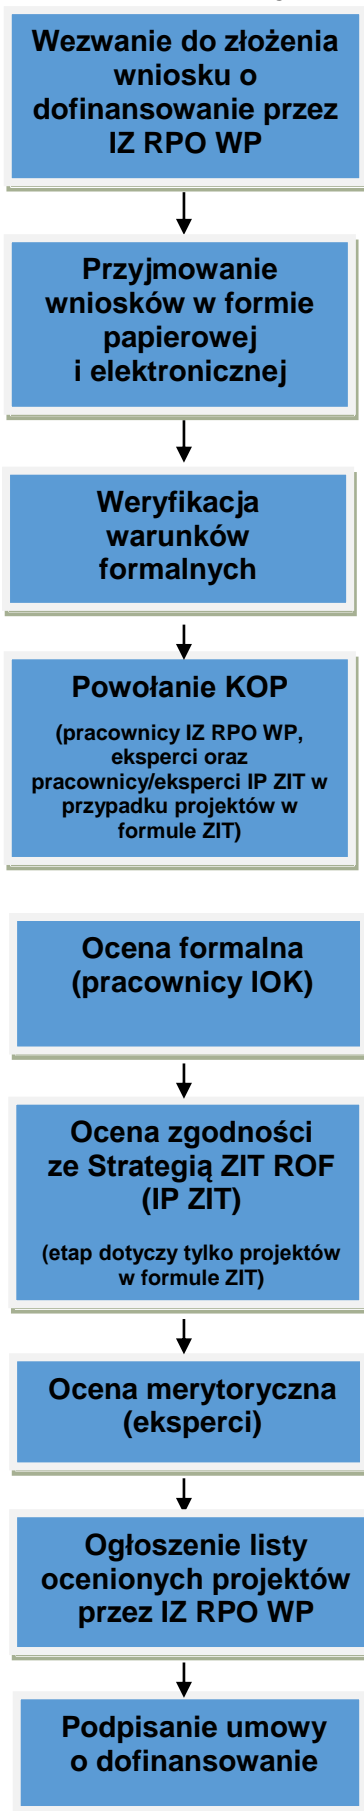 Wezwanie do złożenia
wniosku o
dofinansowanie przez
IZ RPO WP
Przyjmowanie
wniosków w formie
papierowej
i elektronicznej
Weryfikacja
warunków
formalnych
Powołanie KOP
(pracownicy IZ RPO WP,
eksperci oraz
pracownicy/eksperci IP ZIT w
przypadku projektów w
formule ZIT)
Ocena formalna
(pracownicy IOK)
Ocena zgodności
ze Strategią ZIT ROF
(IP ZIT)
(etap dotyczy tylko projektów
w formule ZIT)
Ocena merytoryczna
(eksperci)
Ogłoszenie listy
ocenionych projektów
przez IZ RPO WP
Podpisanie umowy
o dofinansowanie